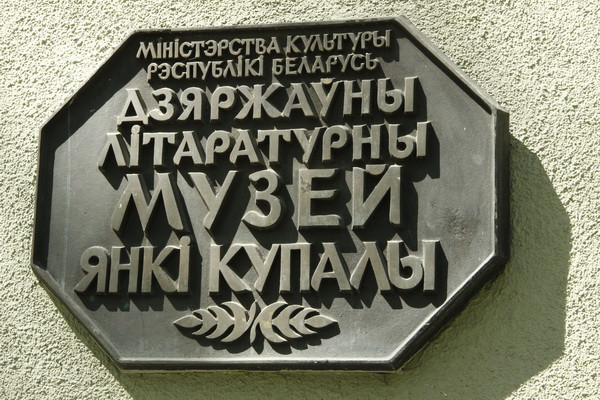 МІНІСТЭРСТВА КУЛЬТУРЫ
РЭСПУБЛІКІ БЕЛАРУСЬ
ДЗЯРЖАЎНЫ
ЛІТАРАТУРНЫ
МУЗЕЙ
ЯНКІ КУПАЛЫ